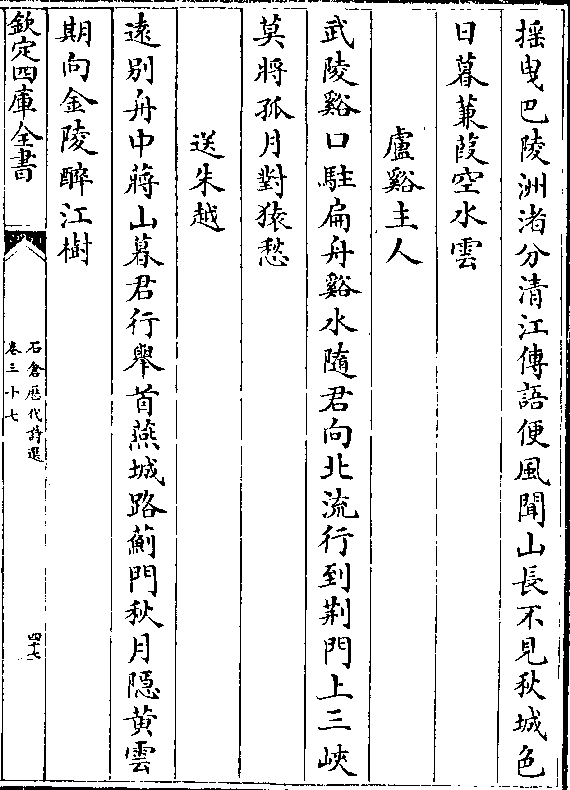 搖曳巴陵洲渚分清江傳語便風聞山長不見秋城色
日暮蒹葭空水雲
盧谿主人
武陵谿口駐扁舟谿水隨君向北流行到荆門上三峽
莫將孤月對猿愁
送朱越
遠别舟中蔣山暮君行舉首燕城路薊門秋月隠黄雲
期向金陵醉江樹
欽定四庫全書
石倉歴代詩選
卷三十七
四十七